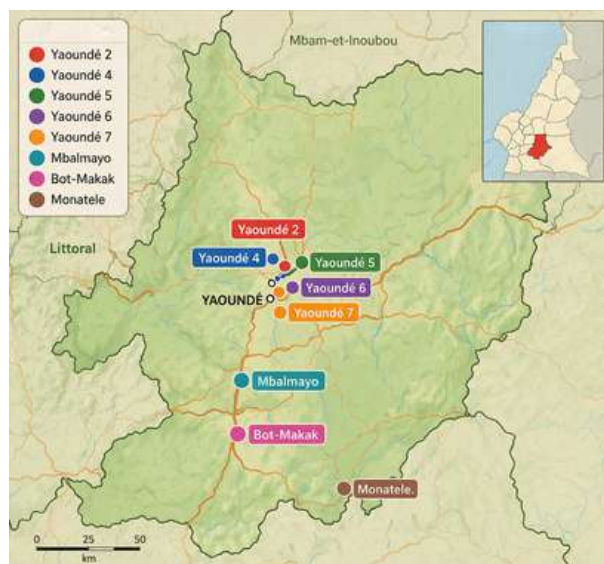 Mbam-et-Inoubou
Yaoundé 2
Yaoundé 4
Yaoundé 5
Yaoundé 6
Yaoundé 7
Mbalmayo
Bot-Makak
Monatele
Littoral
Yaoundé 2
Yaoundé 4
Yaoundé 5
Yaoundé 6
YAOUNDÉ
Yaoundé 7
Mbalmayo
Bot-Makak
Monatele.
0 25 50
km